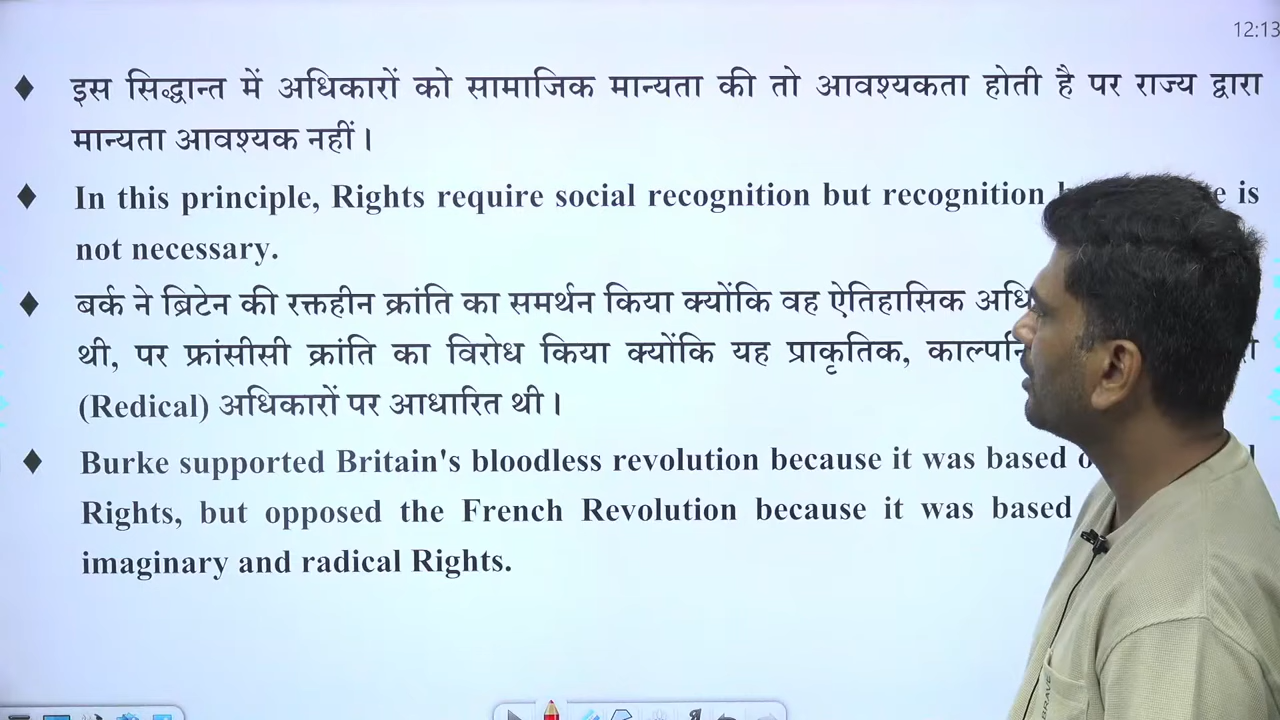 12:13
इस सिद्धान्त में अधिकारों को सामाजिक मान्यता की तो आवश्यकता होती है पर राज्य द्वारा
मान्यता आवश्यक नहीं।
In this principle, Rights require social recognition but recognition is
not necessary.
बर्क ने ब्रिटेन की रक्तहीन क्रांति का समर्थन किया क्योंकि वह ऐतिहासिक
थी, पर फ्रांसीसी क्रांति का विरोध किया क्योंकि यह प्राकृतिक,
(Redical) अधिकारों पर आधारित थी।
Burke supported Britain's bloodless revolution because it was based
Rights, but opposed the French Revolution because it was based
imaginary and radical Rights.
BRAVE